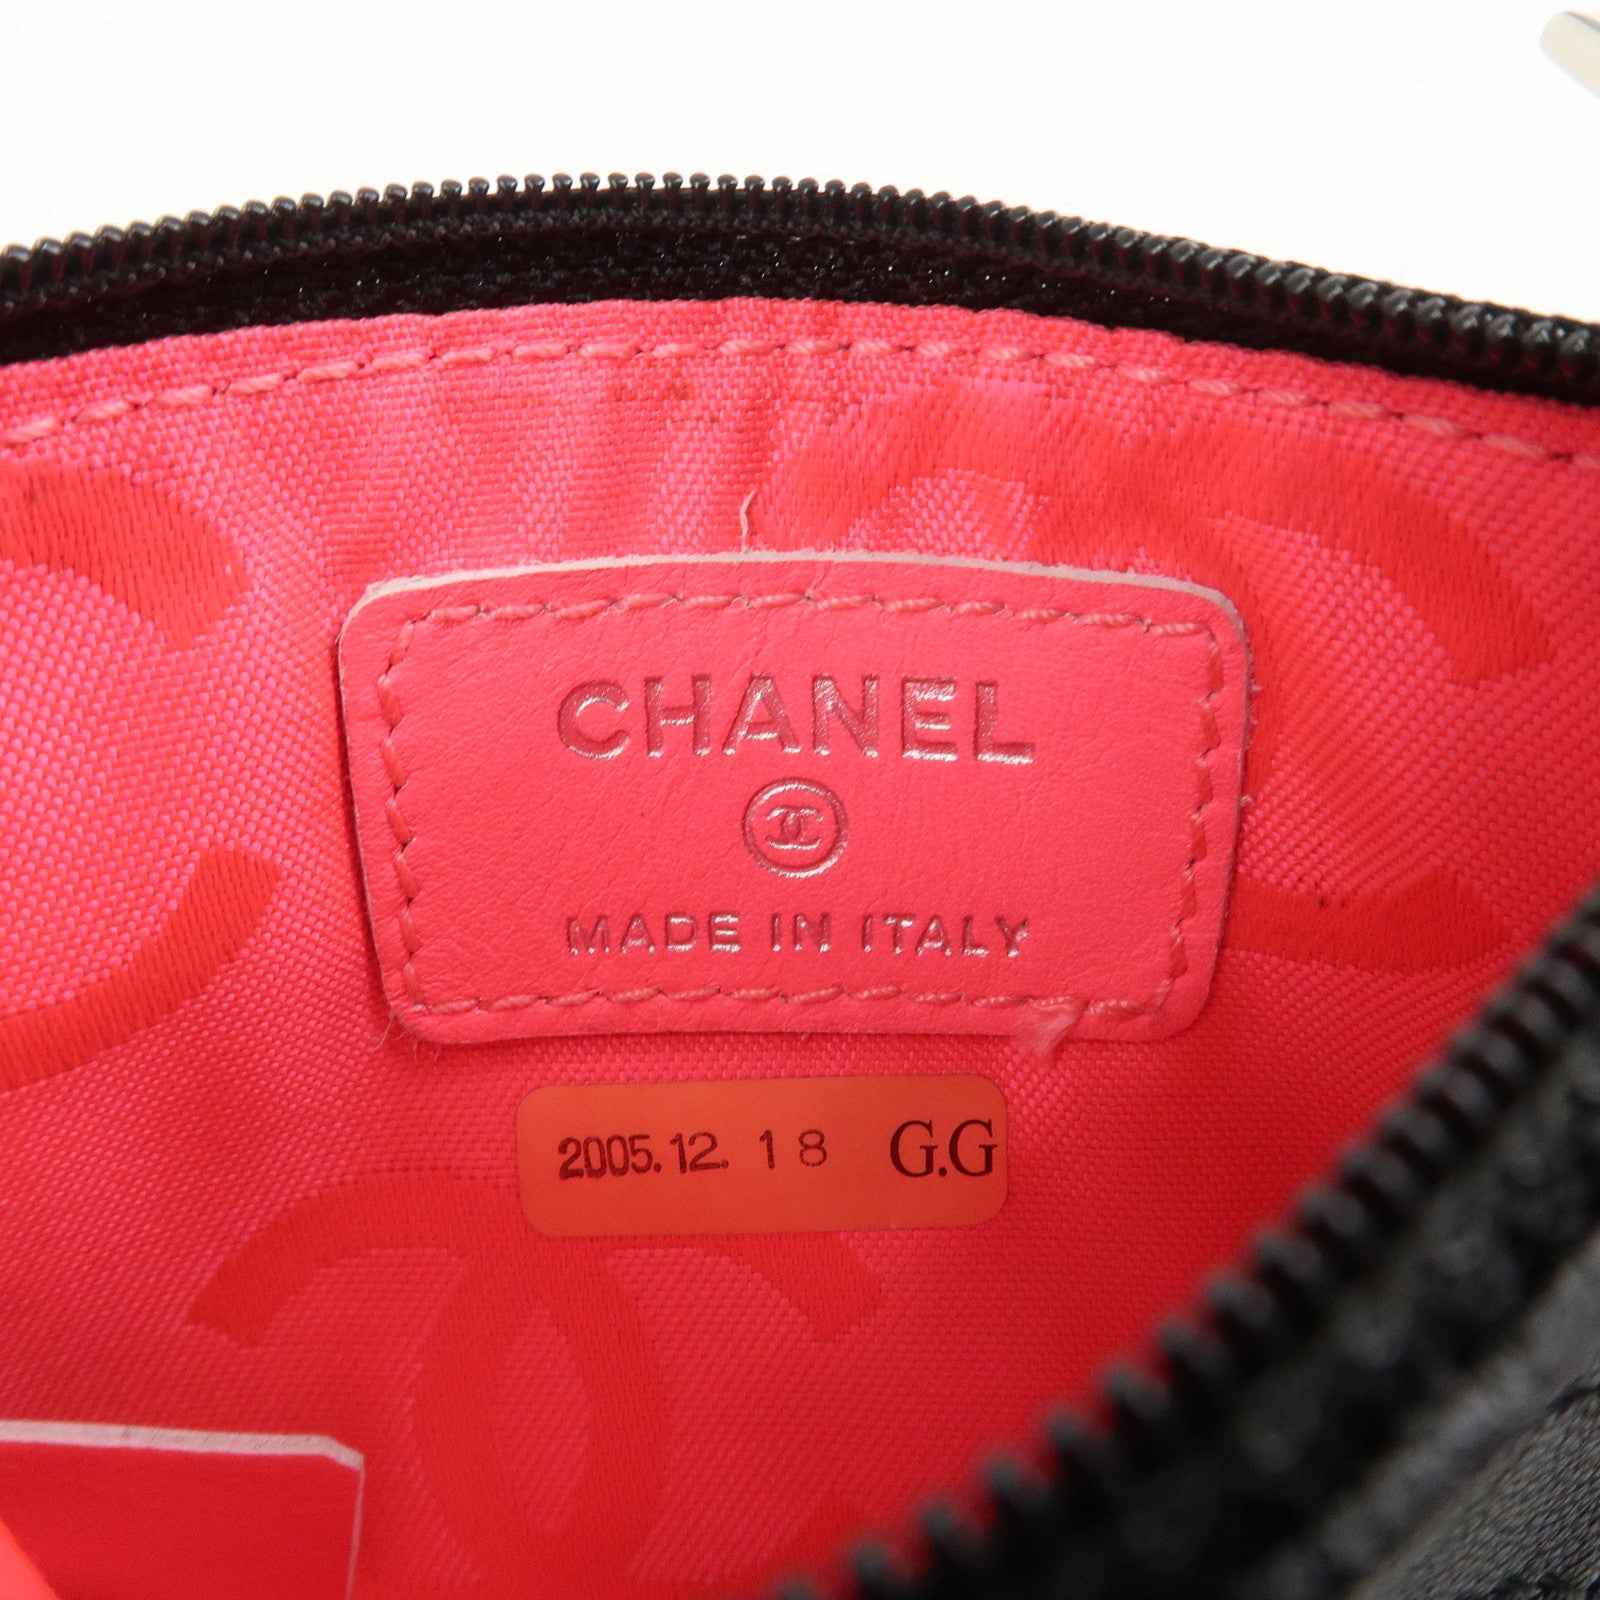 CHANEL
MADE IN ITALY
2005.12.18 G.G